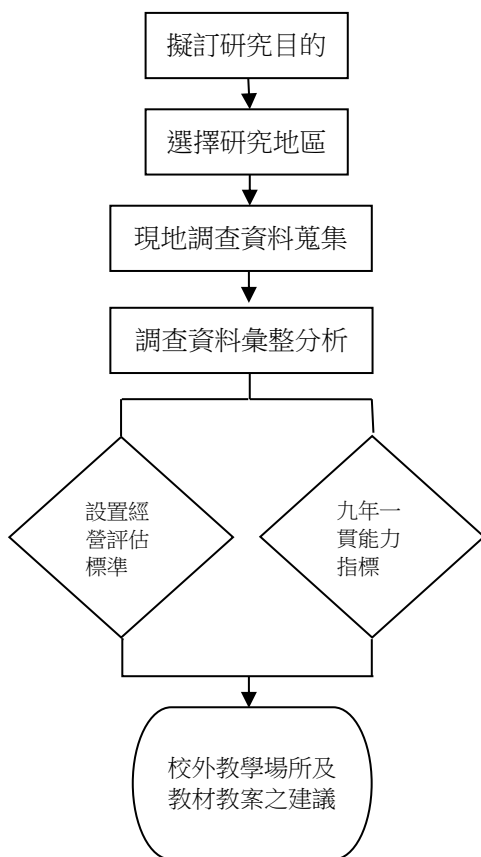 擬訂研究目的
選擇研究地區
現地調查資料蒐集
調查資料彙整分析
設置經
營評估
標準
九年一
貫能力
指標
校外教學場所及
教材教案之建議